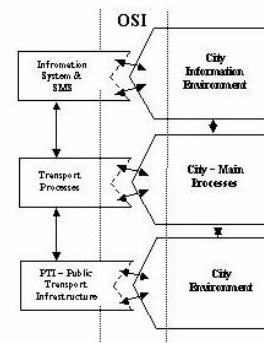 OSI
Infromation
System &
SMS
City
Information
Environment
Transport
Processes
City – Main
Processes
PTI – Public
Transport
Infrastructure
City
Environment